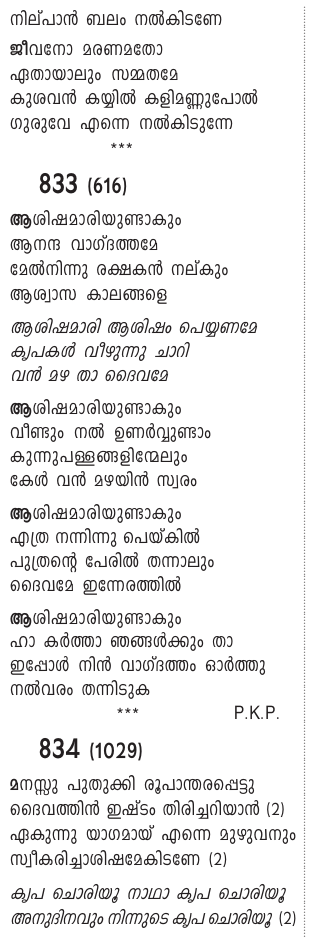 നില്പാൻ ബലം നൽകിടണേ
ജീവനോ മരണമതോ
ഏതായാലും സമ്മതമേ
കുശവൻ കയ്യിൽ കളിമണ്ണുപോൽ
ഗുരുവേ എന്നെ നൽകിടുന്നേ
***
833 (616)
ആശിഷമാരിയുണ്ടാകും
ആനന്ദ വാഗ്ദത്തമേ
മേൽനിന്നു രക്ഷകൻ നല്കും
ആശ്വാസ കാലങ്ങളെ
ആശിഷമാരി ആശിഷം പെയ്യണമേ
കൃപകൾ വീഴുന്നു ചാറി
വൻ മഴ താ ദൈവമേ
ആശിഷമാരിയുണ്ടാകും
വീണ്ടും നൽ ഉണർവ്വുണ്ടാം
കുന്നുപള്ളങ്ങളിന്മേലും
കേൾ വൻ മഴയിൻ സ്വരം
ആശിഷമാരിയുണ്ടാകും
എത്ര നന്നിന്നു പെയ്കിൽ
പുത്രന്റെ പേരിൽ തന്നാലും
ദൈവമേ ഇന്നേരത്തിൽ
ആശിഷമാരിയുണ്ടാകും
ഹാ കർത്താ ഞങ്ങൾക്കും താ
ഇപ്പോൾ നിൻ വാഗ്ദത്തം ഓർത്തു
നൽവരം തന്നിടുക
*** P.K.P.
834 (1029)
മനസ്സു പുതുക്കി രൂപാന്തരപ്പെട്ടു
ദൈവത്തിൻ ഇഷ്ടം തിരിച്ചറിയാൻ (2)
ഏകുന്നു യാഗമായ് എന്നെ മുഴുവനും
സ്വീകരിച്ചാശിഷമേകിടണേ (2)
കൃപ ചൊരിയൂ നാഥാ കൃപ ചൊരിയൂ
അനുദിനവും നിന്നുടെ കൃപ ചൊരിയൂ (2)